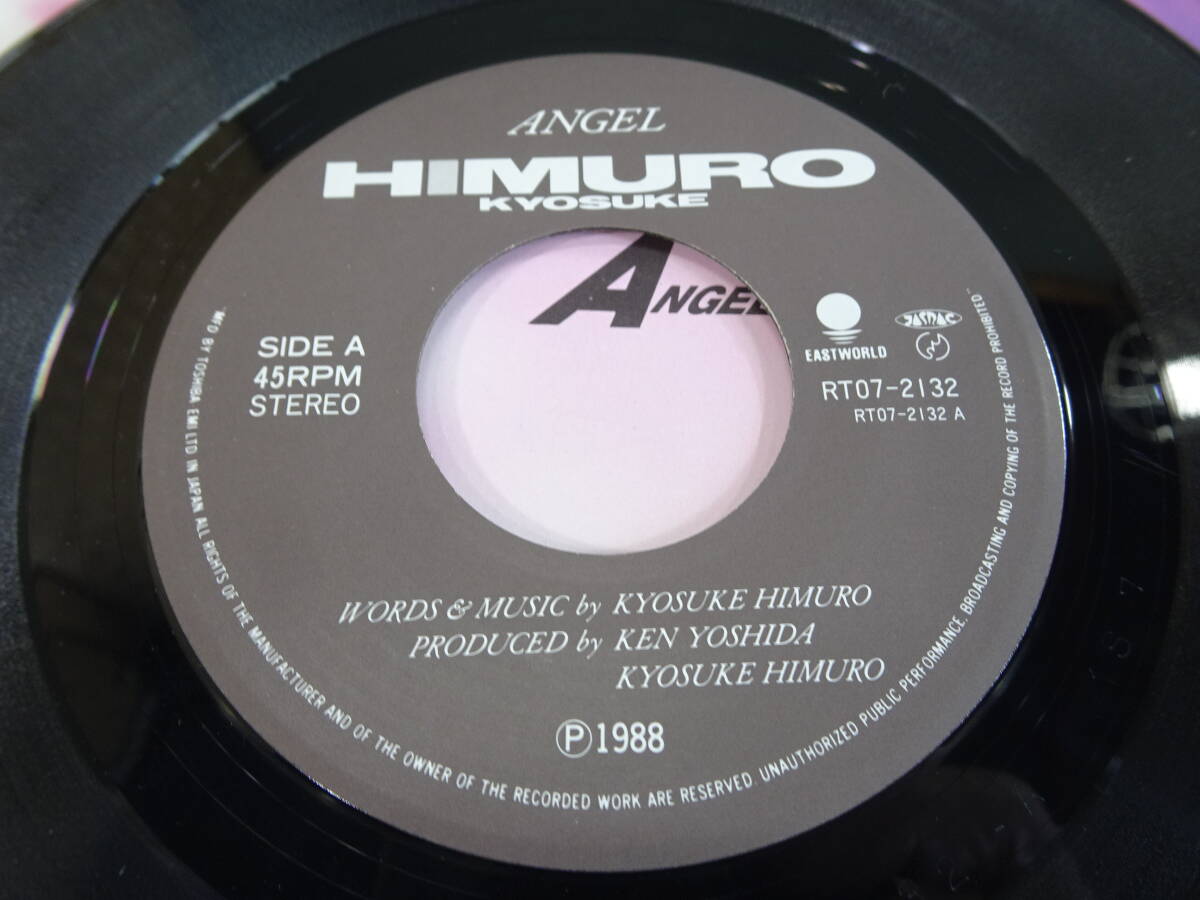 ANGEL
HIMURO
KYOSUKE
ANGEL
SIDE A
45RPM
STEREO
EASTWORLD
JASRAC
RT07-2132
RT07-2132 A
WORDS & MUSIC by KYOSUKE HIMURO
PRODUCED by KEN YOSHIDA
KYOSUKE HIMURO
Ⓟ1988
"MFD BY TOSHIBA EMI LTD IN JAPAN ALL RIGHTS OF THE MANUFACTURER AND OF THE OWNER OF THE RECORDED WORK ARE RESERVED. UNAUTHORIZED PUBLIC PERFORMANCE, BROADCASTING AND COPYING OF THE RECORD PROHIBITED"